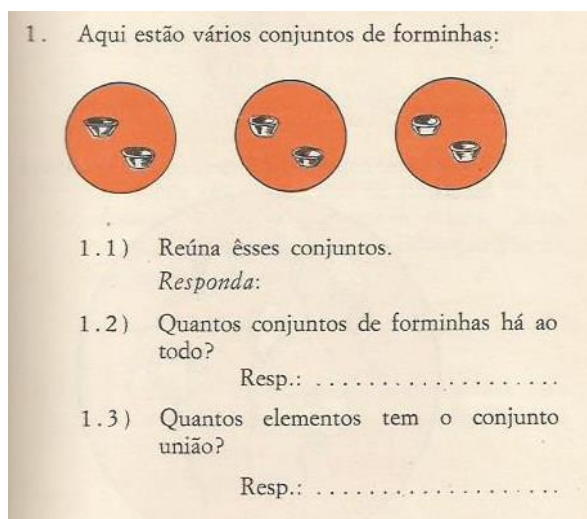 1. Aqui estão vários conjuntos de forminhas:
1.1) Reúna êsses conjuntos.
Responda:
1.2) Quantos conjuntos de forminhas há ao
todo?
Resp.: . . . . . . . . . . . . . . . . . . . .
1.3) Quantos elementos tem o conjunto
união?
Resp.: . . . . . . . . . . . . . . . . . . . .